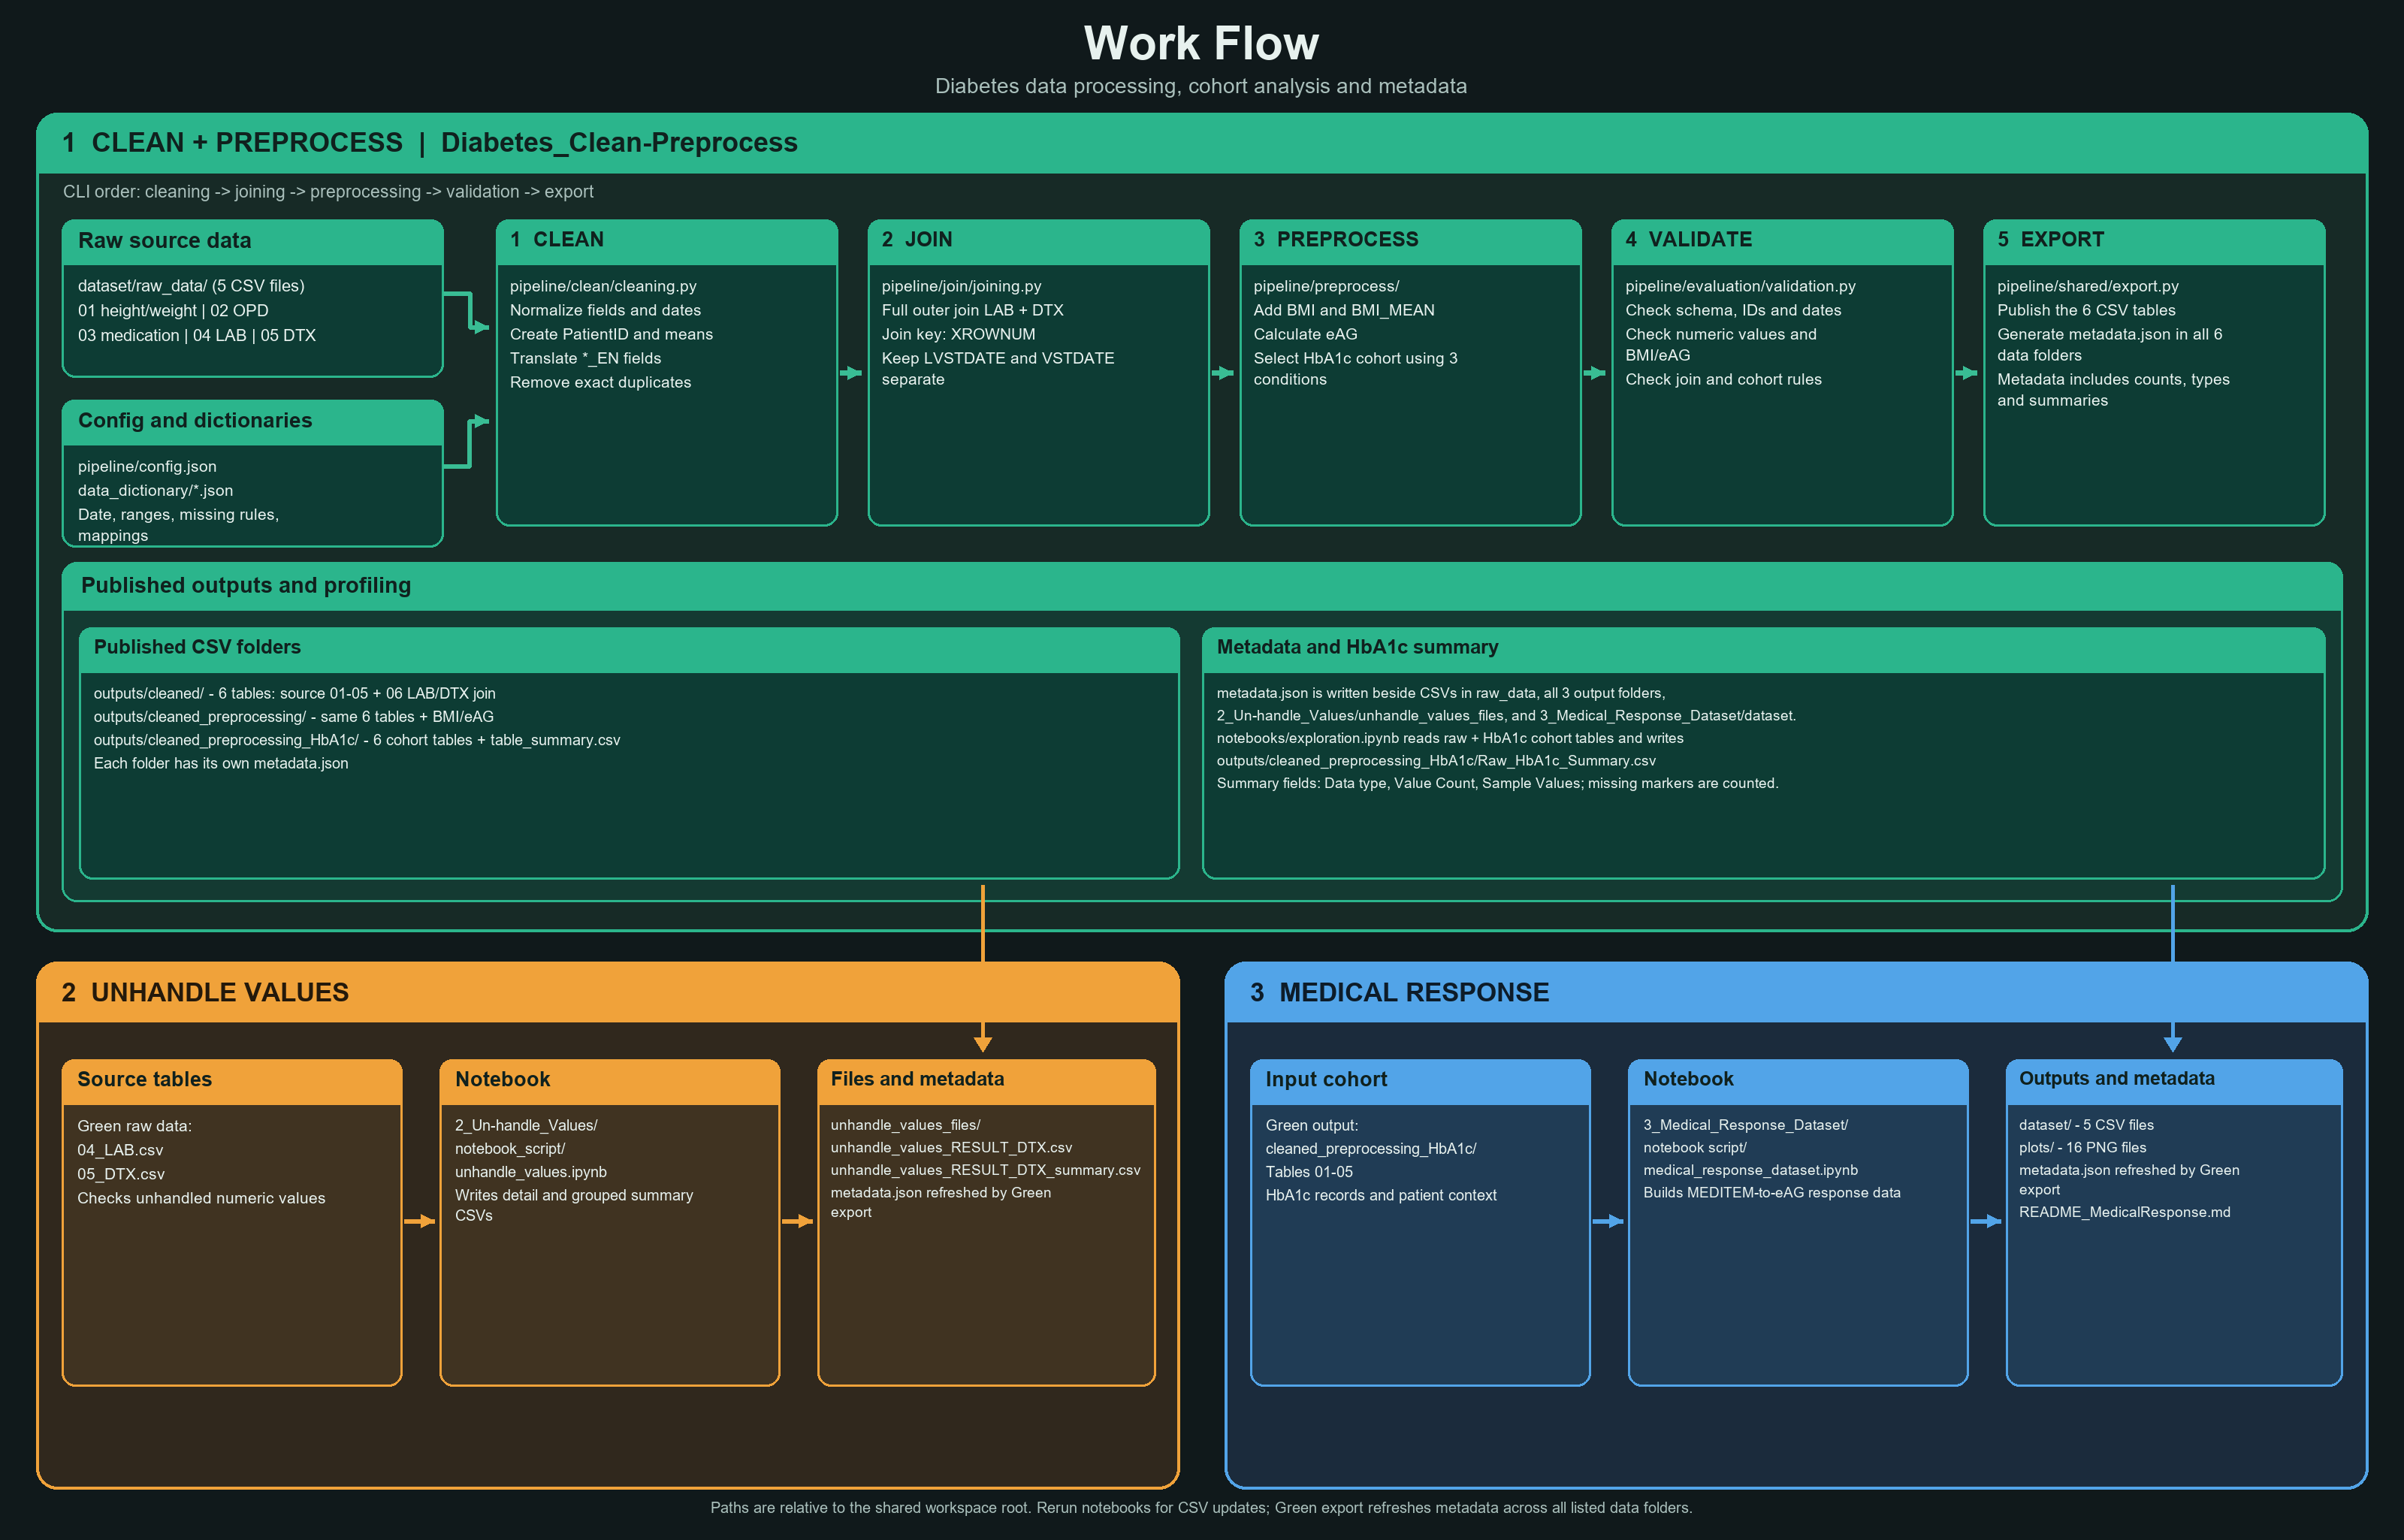 Work Flow
Diabetes data processing, cohort analysis and metadata
1 CLEAN + PREPROCESS | Diabetes_Clean-Preprocess
CLI order: cleaning -> joining -> preprocessing -> validation -> export
Raw source data
dataset/raw_data/ (5 CSV files)
01 height/weight | 02 OPD
03 medication | 04 LAB | 05 DTX
Config and dictionaries
pipeline/config.json
data_dictionary/*.json
Date, ranges, missing rules,
mappings
1 CLEAN
pipeline/clean/cleaning.py
Normalize fields and dates
Create PatientID and means
Translate *_EN fields
Remove exact duplicates
2 JOIN
pipeline/join/joining.py
Full outer join LAB + DTX
Join key: XROWNUM
Keep LVSTDATE and VSTDATE
separate
3 PREPROCESS
pipeline/preprocess/
Add BMI and BMI_MEAN
Calculate eAG
Select HbA1c cohort using 3
conditions
4 VALIDATE
pipeline/evaluation/validation.py
Check schema, IDs and dates
Check numeric values and
BMI/eAG
Check join and cohort rules
5 EXPORT
pipeline/shared/export.py
Publish the 6 CSV tables
Generate metadata.json in all 6
data folders
Metadata includes counts, types
and summaries
Published outputs and profiling
Published CSV folders
outputs/cleaned/ - 6 tables: source 01-05 + 06 LAB/DTX join
outputs/cleaned_preprocessing/ - same 6 tables + BMI/eAG
outputs/cleaned_preprocessing_HbA1c/ - 6 cohort tables + table_summary.csv
Each folder has its own metadata.json
Metadata and HbA1c summary
metadata.json is written beside CSVs in raw_data, all 3 output folders,
2_Un-handle_Values/unhandle_values_files, and 3_Medical_Response_Dataset/dataset.
notebooks/exploration.ipynb reads raw + HbA1c cohort tables and writes
outputs/cleaned_preprocessing_HbA1c/Raw_HbA1c_Summary.csv
Summary fields: Data type, Value Count, Sample Values; missing markers are counted.
2 UNHANDLE VALUES
Source tables
Green raw data:
04_LAB.csv
05_DTX.csv
Checks unhandled numeric values
Notebook
2_Un-handle_Values/
notebook_script/
unhandle_values.ipynb
Writes detail and grouped summary
CSVs
Files and metadata
unhandle_values_files/
unhandle_values_RESULT_DTX.csv
unhandle_values_RESULT_DTX_summary.csv
metadata.json refreshed by Green
export
3 MEDICAL RESPONSE
Input cohort
Green output:
cleaned_preprocessing_HbA1c/
Tables 01-05
HbA1c records and patient context
Notebook
3_Medical_Response_Dataset/
notebook script/
medical_response_dataset.ipynb
Builds MEDITEM-to-eAG response data
Outputs and metadata
dataset/ - 5 CSV files
plots/ - 16 PNG files
metadata.json refreshed by Green
export
README_MedicalResponse.md
Paths are relative to the shared workspace root. Rerun notebooks for CSV updates; Green export refreshes metadata across all listed data folders.